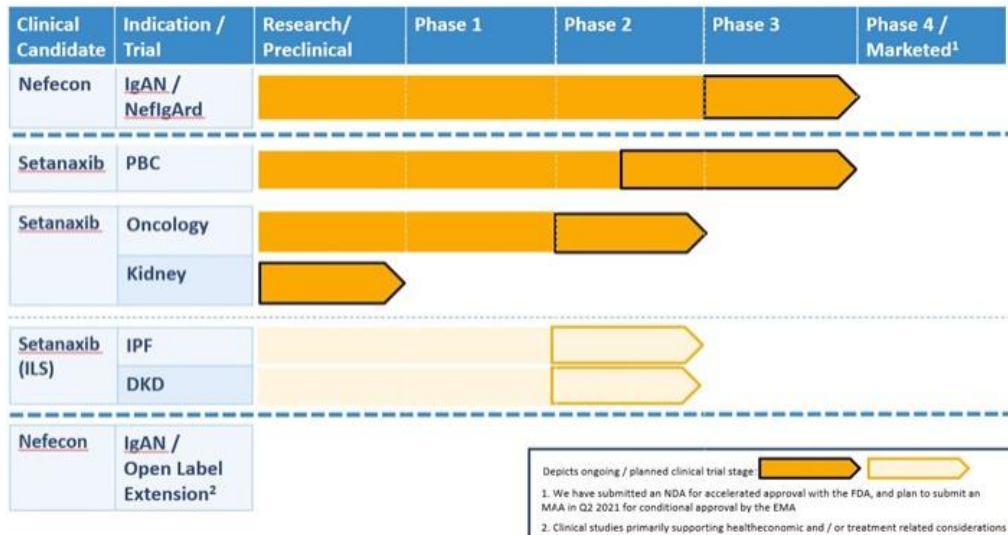 Clinical Candidate
Indication / Trial
Research/ Preclinical
Phase 1
Phase 2
Phase 3
Phase 4 / Marketed¹
Nefecon
IgAN / NefIgArd
Setanaxib
PBC
Setanaxib
Oncology
Kidney
Setanaxib (ILS)
IPF
DKD
Nefecon
IgAN / Open Label Extension²
Depicts ongoing / planned clinical trial stage:
1. We have submitted an NDA for accelerated approval with the FDA, and plan to submit an
MAA in Q2 2021 for conditional approval by the EMA
2. Clinical studies primarily supporting healtheconomic and / or treatment related considerations